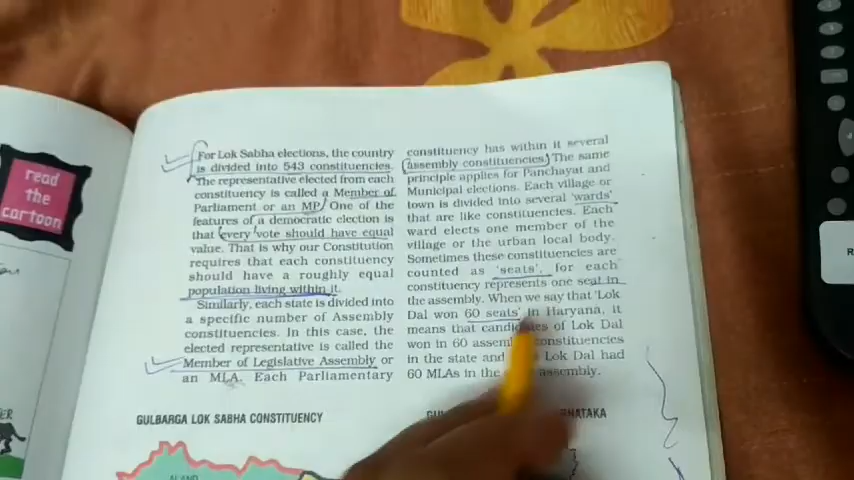 read
the
cartoon
For Lok Sabha elections, the country
is divided into 543 constituencies.
The representative elected from each
constituency is called a Member of
Parliament or an MP. One of the
features of a democratic election is
that every vote should have equal
value. That is why our Constitution
requires that each constituency
should have a roughly equal
population living within it.
Similarly, each state is divided into
a specific number of Assembly
constituencies. In this case, the
elected representative is called the
Member of Legislative Assembly or
an MLA. Each Parliamentary
constituency has within it several
assembly constituencies. The same
principle applies for Panchayat and
Municipal elections. Each village or
town is divided into several 'wards'
that are like constituencies. Each
ward elects one member of the
village or the urban local body.
Sometimes these constituencies are
counted as 'seats', for each
constituency represents one seat in
the assembly. When we say that 'Lok
Dal won 60 seats' in Haryana, it
means that candidates of Lok Dal
won in 60 assembly constituencies
in the state and Lok Dal had
60 MLAs in the assembly.
GULBARGA LOK SABHA CONSTITUENCY
ALAND